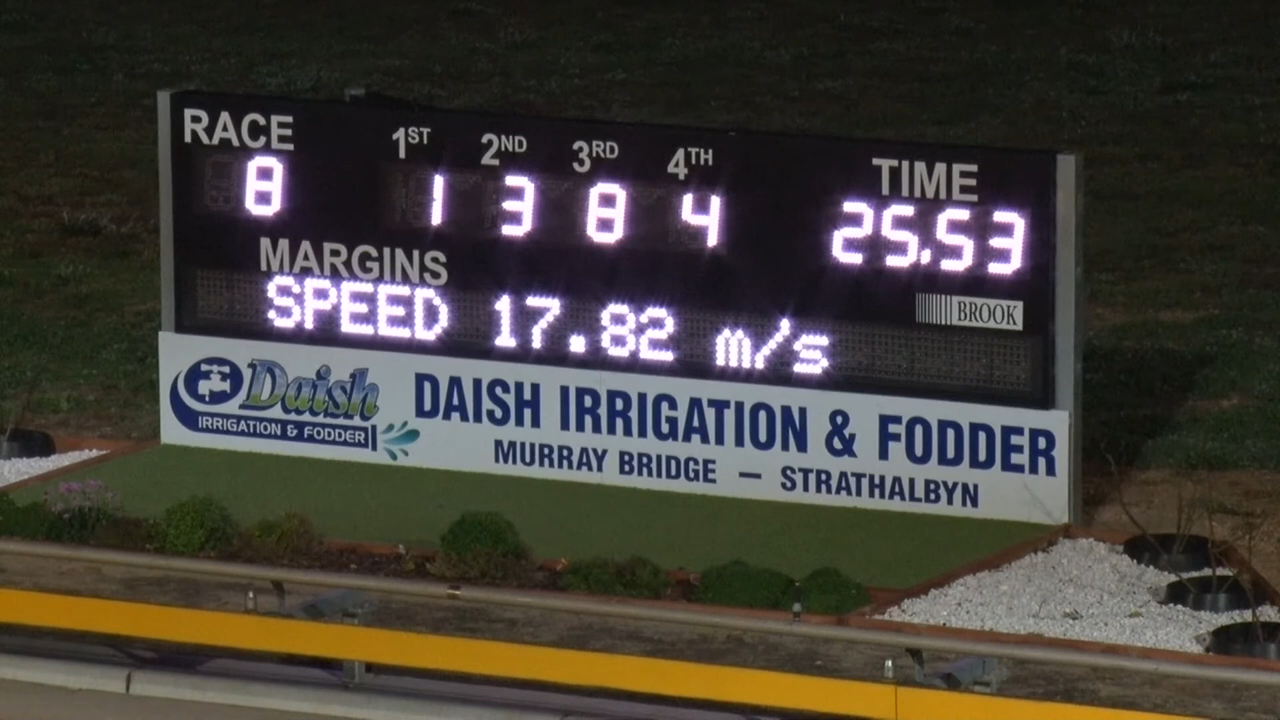 RACE 1ST 2ND 3RD 4TH TIME
8 1 3 8 4 25.53
MARGINS
SPEED 17.82 m/s
BROOK
Daish
IRRIGATION & FODDER
DAISH IRRIGATION & FODDER
MURRAY BRIDGE — STRATHALBYN